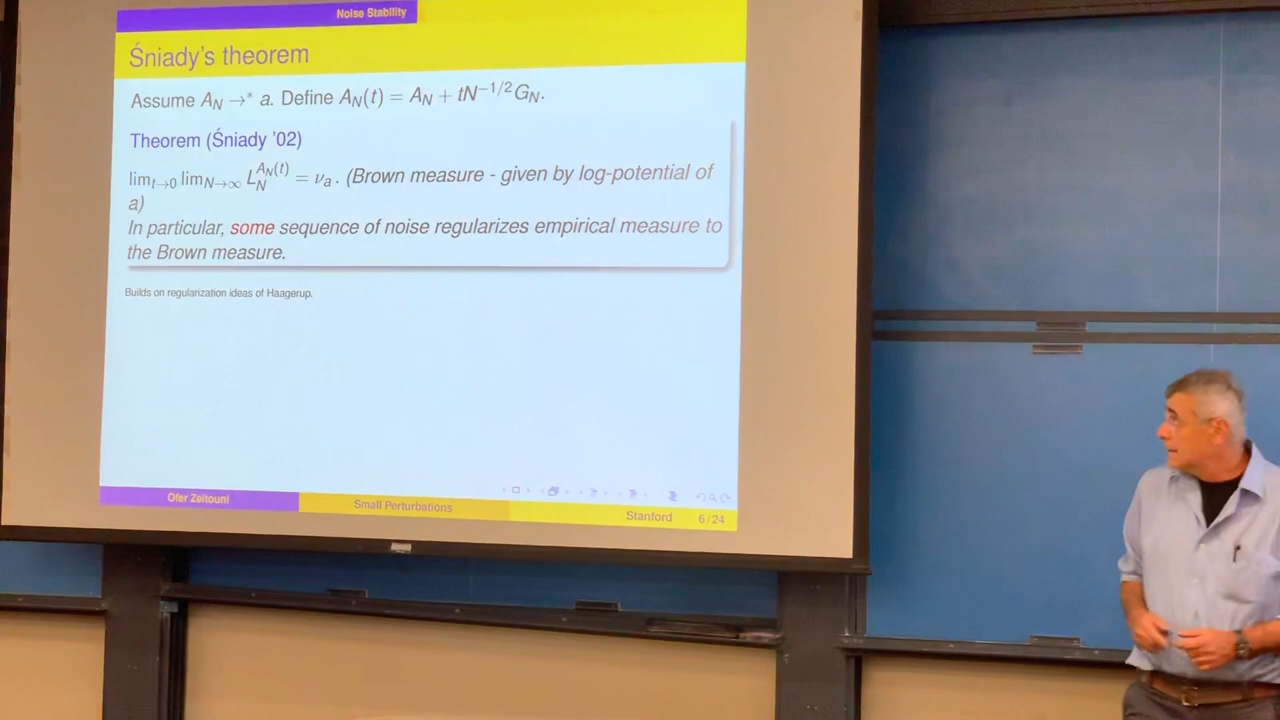 Noise Stability
Śniady's theorem
Assume A_N →* a. Define A_N(t) = A_N + tN^{-1/2} G_N.
Theorem (Śniady '02)
lim_{t→0} lim_{N→∞} L_N^{A_N(t)} = ν_a. (Brown measure - given by log-potential of
a)
In particular, some sequence of noise regularizes empirical measure to
the Brown measure.
Builds on regularization ideas of Haagerup.
Ofer Zeitouni
Small Perturbations
Stanford
6 / 24